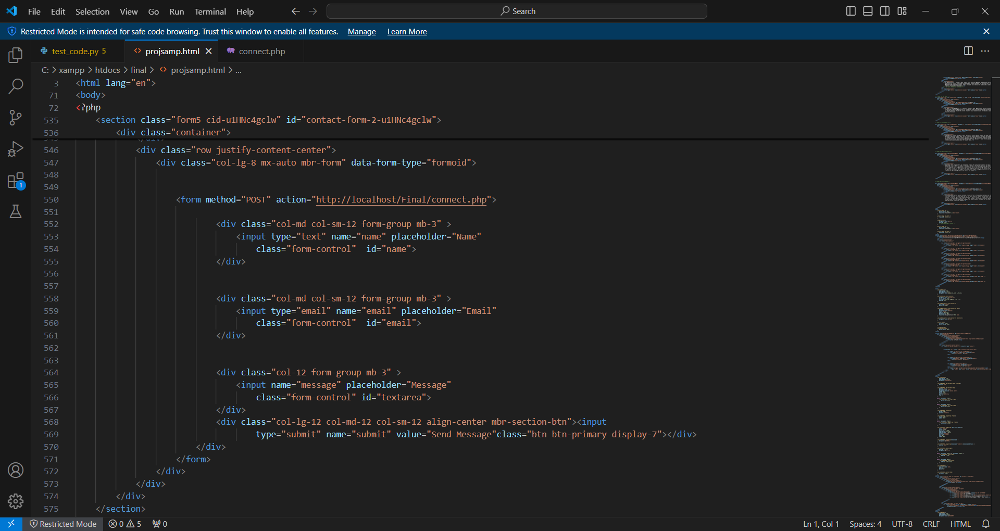 File Edit Selection View Go Run Terminal Help Search
Restricted Mode is intended for safe code browsing. Trust this window to enable all features. Manage Learn More
test_code.py 5 projsamp.html connect.php
C: > xampp > htdocs > final > projsamp.html > ...
3 <html lang="en">
71 <body>
72 <?php
535 <section class="form5 cid-u1HNc4gclw" id="contact-form-2-u1HNc4gclw">
536 <div class="container">
546 <div class="row justify-content-center">
547 <div class="col-lg-8 mx-auto mbr-form" data-form-type="formoid">
548
549
550 <form method="POST" action="http://localhost/Final/connect.php">
551
552 <div class="col-md col-sm-12 form-group mb-3" >
553 <input type="text" name="name" placeholder="Name"
554 class="form-control"  id="name">
555 </div>
556
557
558 <div class="col-md col-sm-12 form-group mb-3" >
559 <input type="email" name="email" placeholder="Email"
560 class="form-control"  id="email">
561 </div>
562
563
564 <div class="col-12 form-group mb-3" >
565 <input name="message" placeholder="Message"
566 class="form-control" id="textarea">
567 </div>
568 <div class="col-lg-12 col-md-12 col-sm-12 align-center mbr-section-btn"><input
569 type="submit" name="submit" value="Send Message"class="btn btn-primary display-7"></div>
570 </div>
571 </form>
572 </div>
573 </div>
574 </div>
575 </section>
1
Restricted Mode 0 5 0 Ln 1, Col 1 Spaces: 4 UTF-8 CRLF HTML